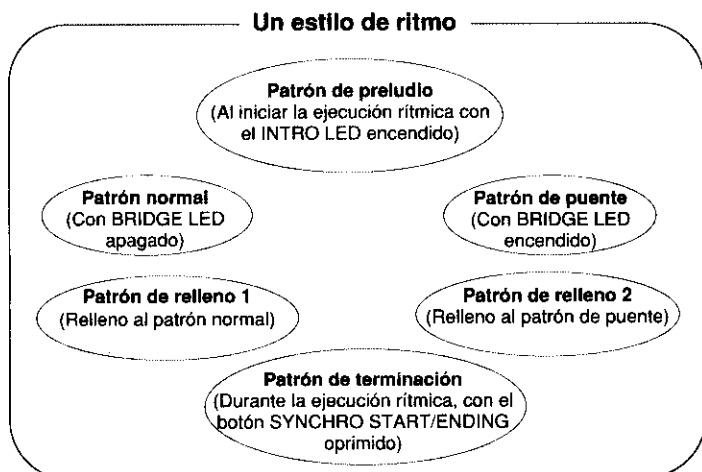 Un estilo de ritmo
Patrón de preludio
(Al iniciar la ejecución rítmica con
el INTRO LED encendido)
Patrón normal
(Con BRIDGE LED
apagado)
Patrón de puente
(Con BRIDGE LED
encendido)
Patrón de relleno 1
(Relleno al patrón normal)
Patrón de relleno 2
(Relleno al patrón de puente)
Patrón de terminación
(Durante la ejecución rítmica, con el
botón SYNCHRO START/ENDING
oprimido)